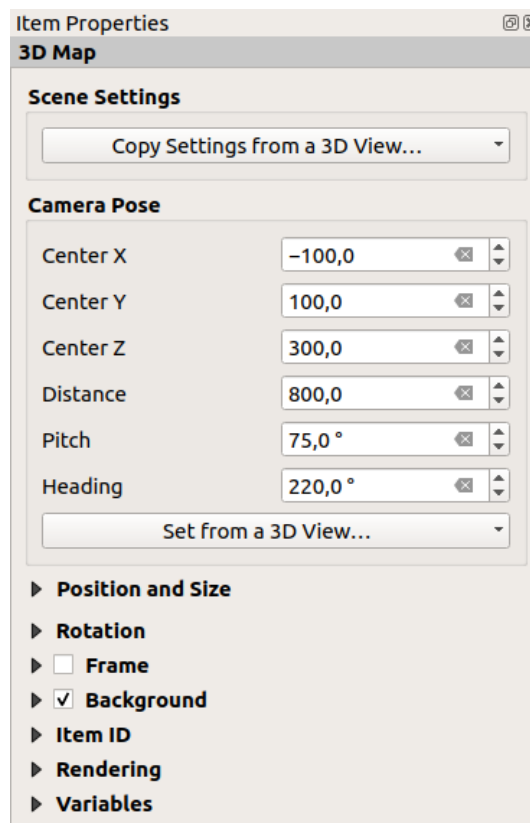 Item Properties
3D Map
Scene Settings
Copy Settings from a 3D View...
Camera Pose
Center X −100,0
Center Y 100,0
Center Z 300,0
Distance 800,0
Pitch 75,0 °
Heading 220,0 °
Set from a 3D View...
Position and Size
Rotation
Frame
Background
Item ID
Rendering
Variables